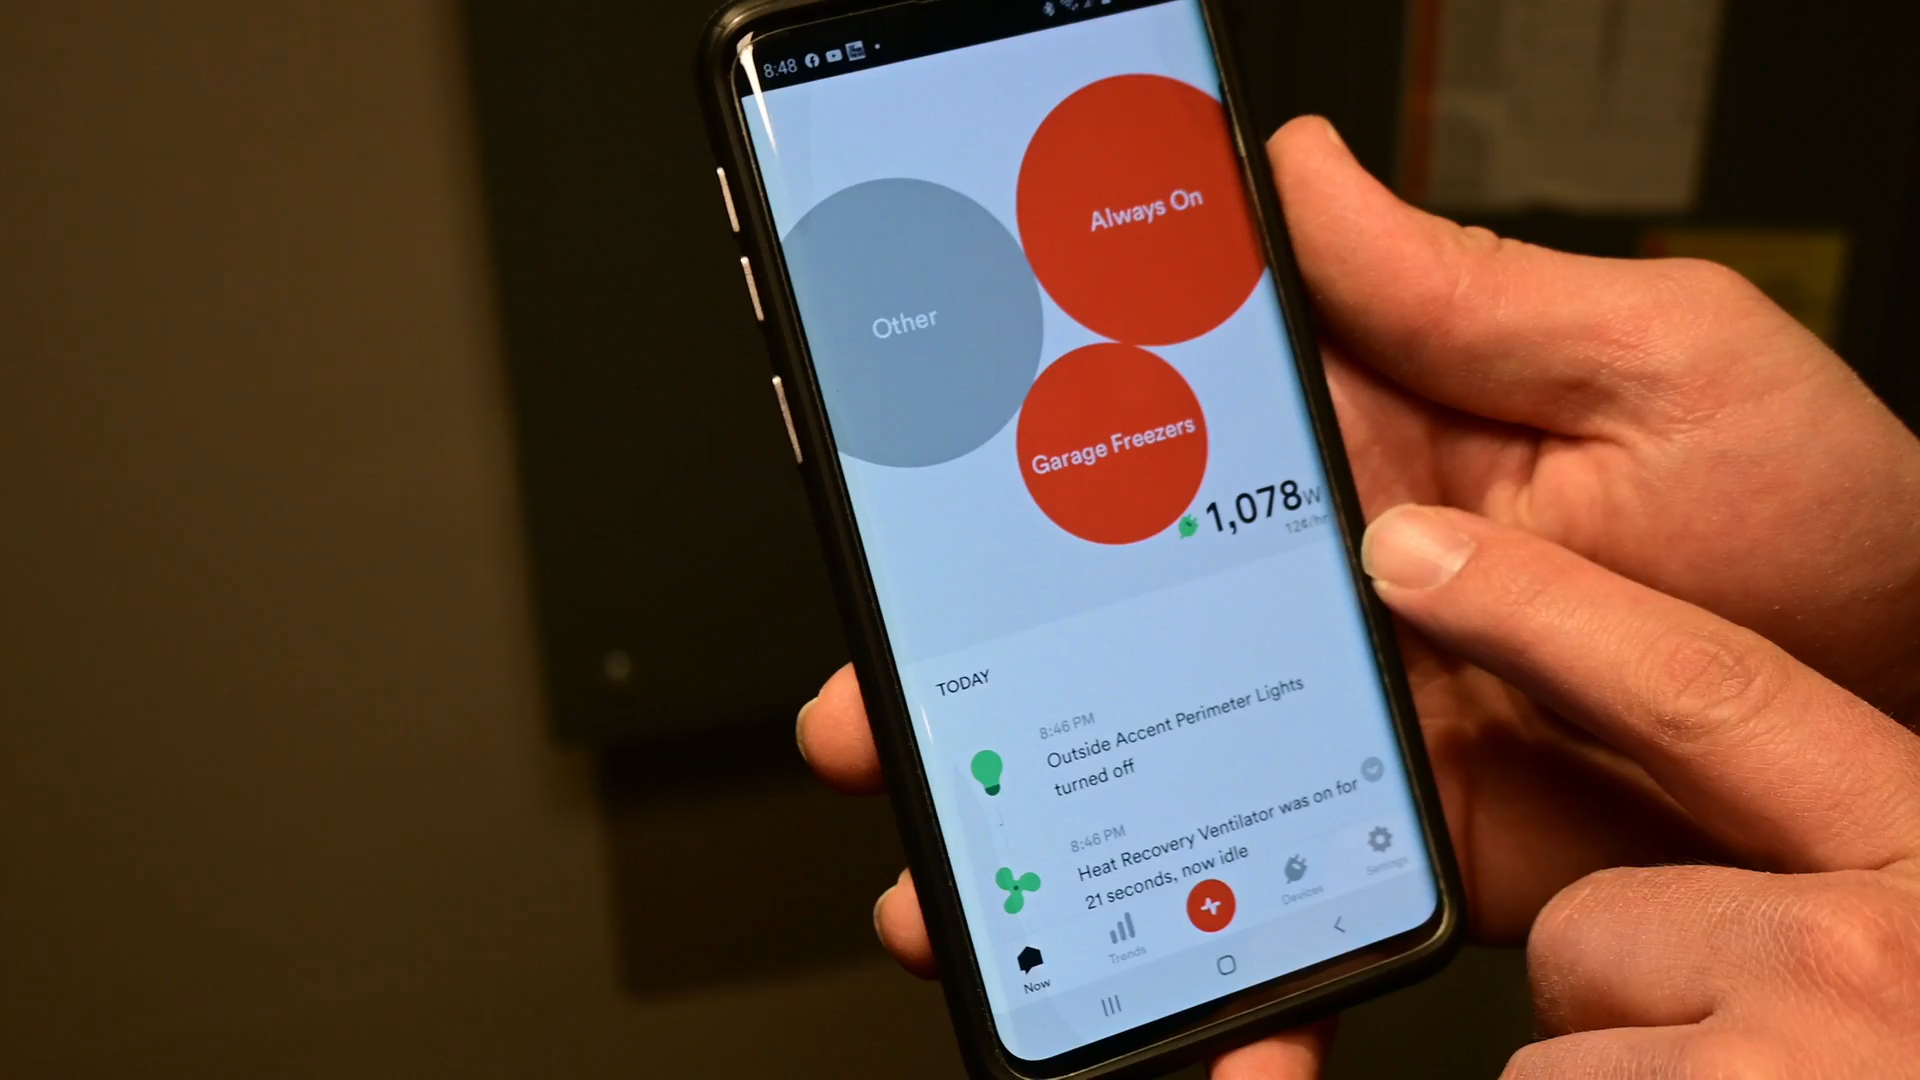 8:48
Always On
Other
Garage Freezers
1,078W
12¢/hr
TODAY
8:46 PM
Outside Accent Perimeter Lights
turned off
8:46 PM
Heat Recovery Ventilator was on for
21 seconds, now idle
Now
Trends
Devices
Settings